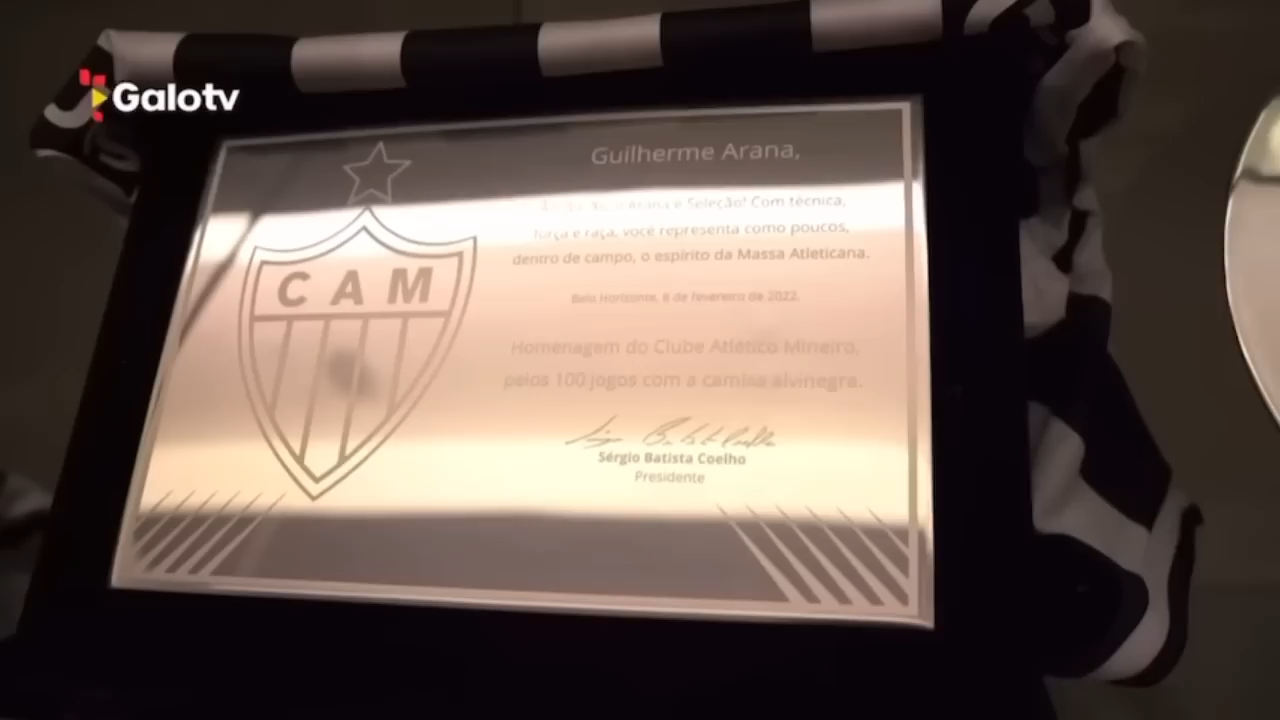 Galotv
Guilherme Arana,
Arana é Seleção! Com técnica,
força e raça, você representa como poucos,
dentro de campo, o espírito da Massa Atleticana.
Belo Horizonte, 8 de fevereiro de 2022.
Homenagem do Clube Atlético Mineiro,
pelos 100 jogos com a camisa alvinegra.
Sérgio Batista Coelho
Presidente
CAM